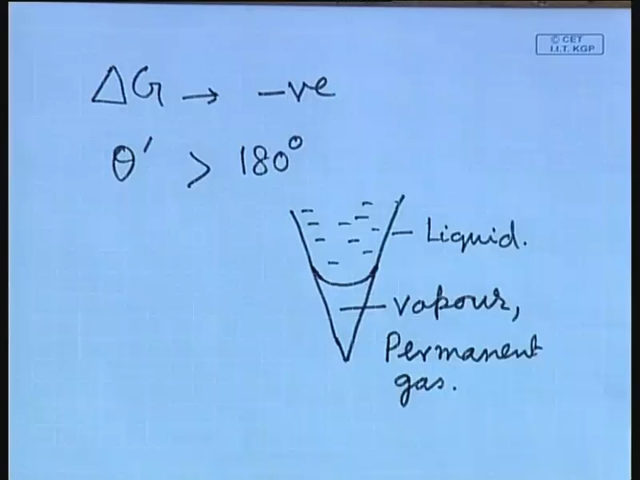 © CET
I.I.T. KGP
ΔG → -ve
θ' > 180°
Liquid.
vapour,
Permanent
gas.